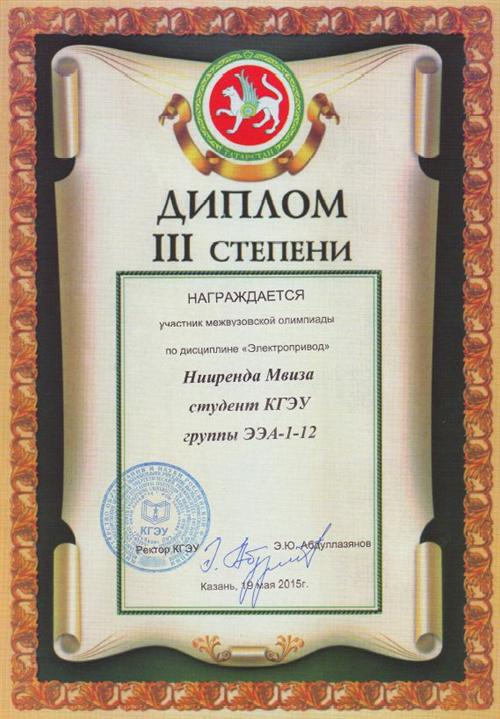 ТАТАРСТАН
ДИПЛОМ
III СТЕПЕНИ
НАГРАЖДАЕТСЯ
участник межвузовской олимпиады
по дисциплине «Электропривод»
Нииренда Мвиза
студент КГЭУ
группы ЭЭА-1-12
КГЭУ
Ректор КГЭУ Э.Ю. Абдуллазянов
Казань, 19 мая 2015г.